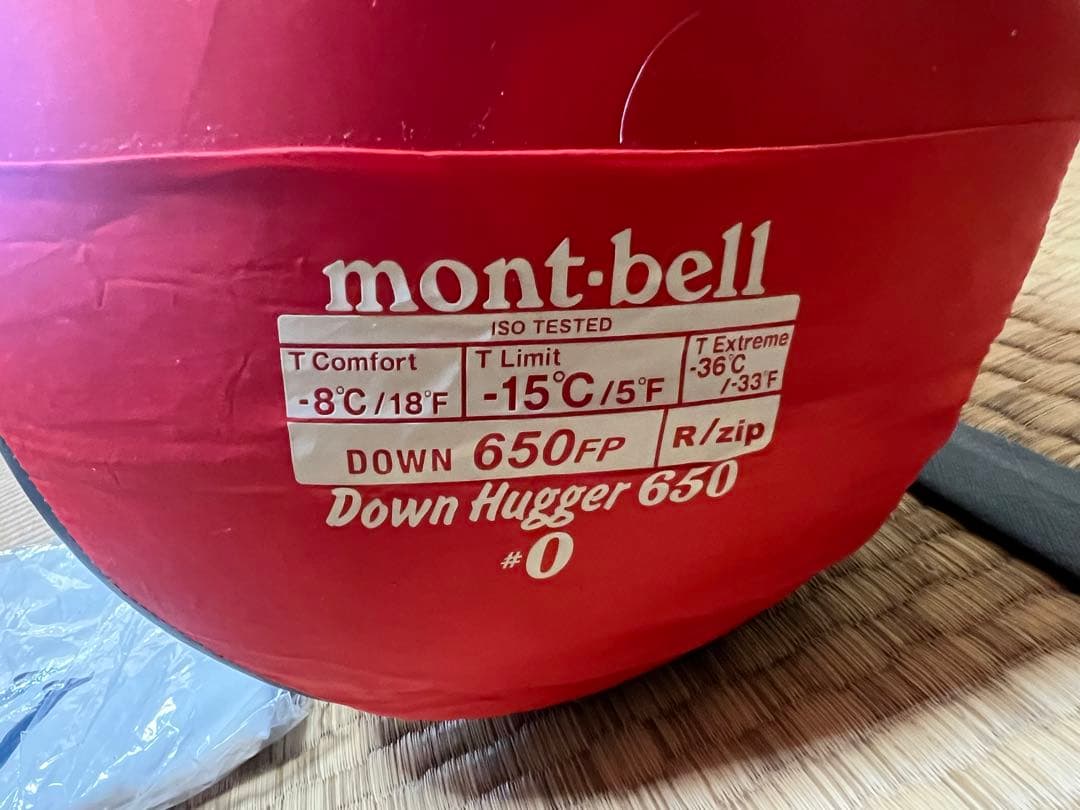 mont·bell
ISO TESTED
T Comfort
-8℃/18°F
T Limit
-15℃/5°F
T Extreme
-36℃
/-33°F
DOWN 650FP
R/zip
Down Hugger 650
#0